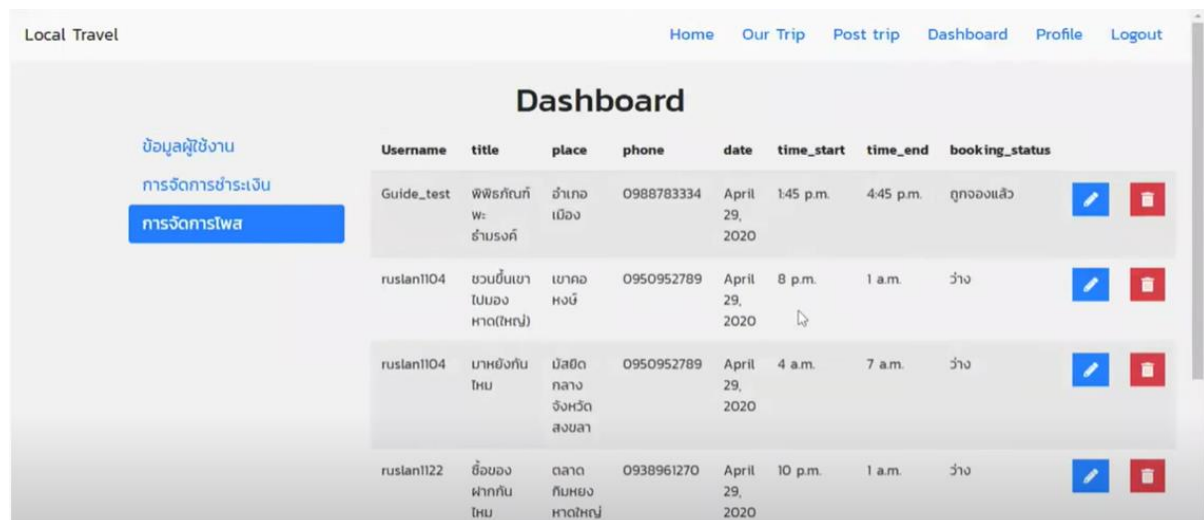 Local Travel Home Our Trip Post trip Dashboard Profile Logout
Dashboard
ข้อมูลผู้ใช้งาน
การจัดการชำระเงิน
การจัดการโพส
Username title place phone date time_start time_end booking_status
Guide_test พิพิธภัณฑ์ อำเภอ 0988783334 April 1:45 p.m. 4:45 p.m. ถูกจองแล้ว
พะ เมือง 29,
ธำมรงค์ 2020
ruslan1104 ชวนขึ้นเขา เขาคอ 0950952789 April 8 p.m. 1 a.m. ว่าง
ไปมอง หงษ์ 29,
หาด(ใหญ่) 2020
ruslan1104 มาหยังกัน มัสยิด 0950952789 April 4 a.m. 7 a.m. ว่าง
ไหม กลาง 29,
จังหวัด 2020
สงขลา
ruslan1122 ซื้อของ ตลาด 0938961270 April 10 p.m. 1 a.m. ว่าง
ฝากกัน กิมหยง 29,
ไหม หาดใหญ่ 2020